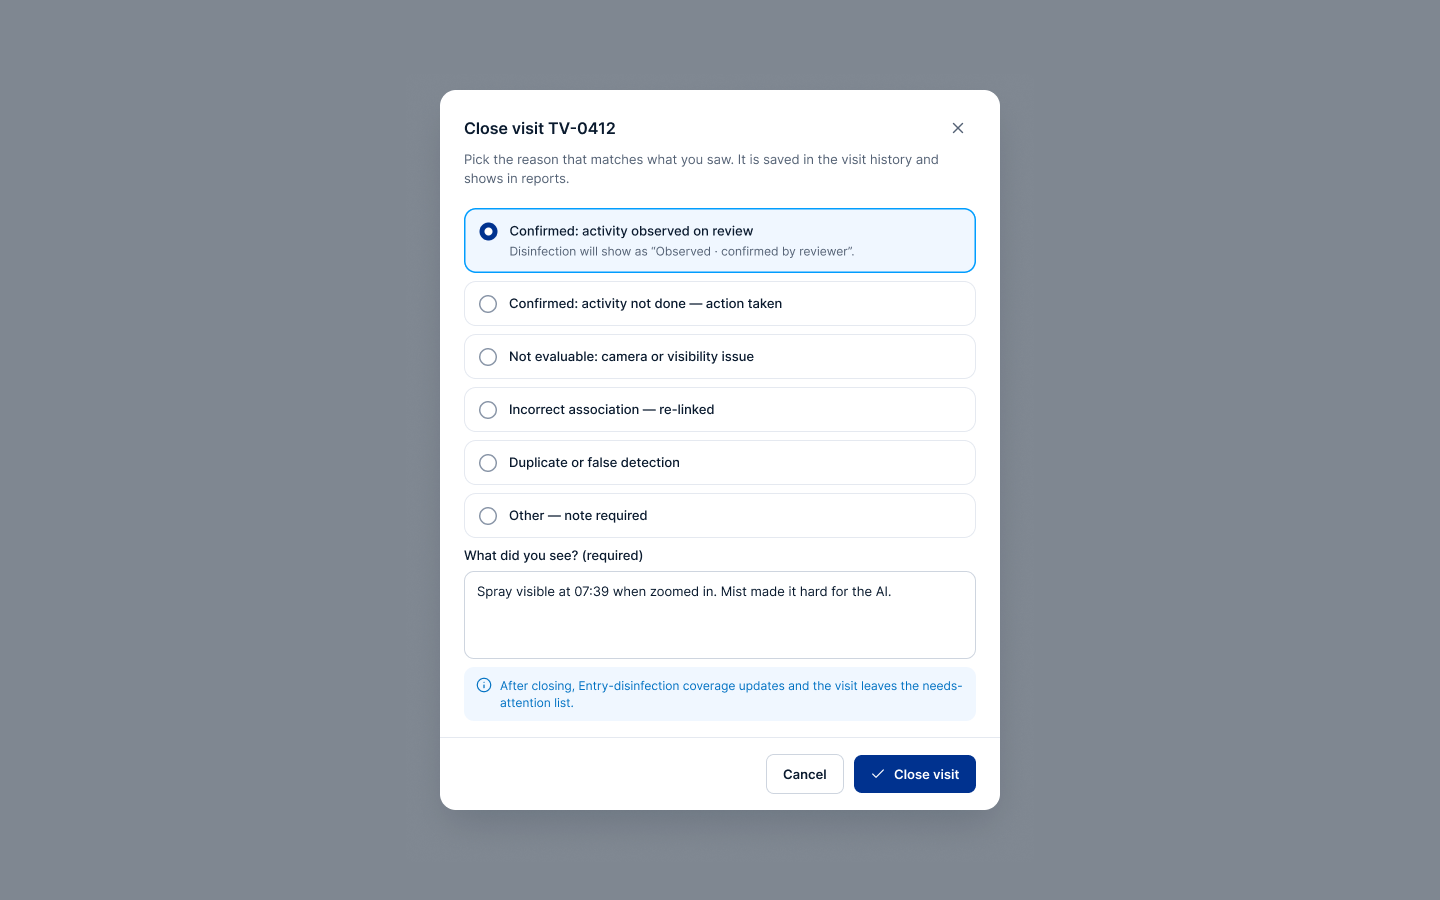 Close visit TV-0412
Pick the reason that matches what you saw. It is saved in the visit history and
shows in reports.
Confirmed: activity observed on review
Disinfection will show as “Observed · confirmed by reviewer”.
Confirmed: activity not done — action taken
Not evaluable: camera or visibility issue
Incorrect association — re-linked
Duplicate or false detection
Other — note required
What did you see? (required)
Spray visible at 07:39 when zoomed in. Mist made it hard for the AI.
After closing, Entry-disinfection coverage updates and the visit leaves the needs-
attention list.
Cancel
Close visit